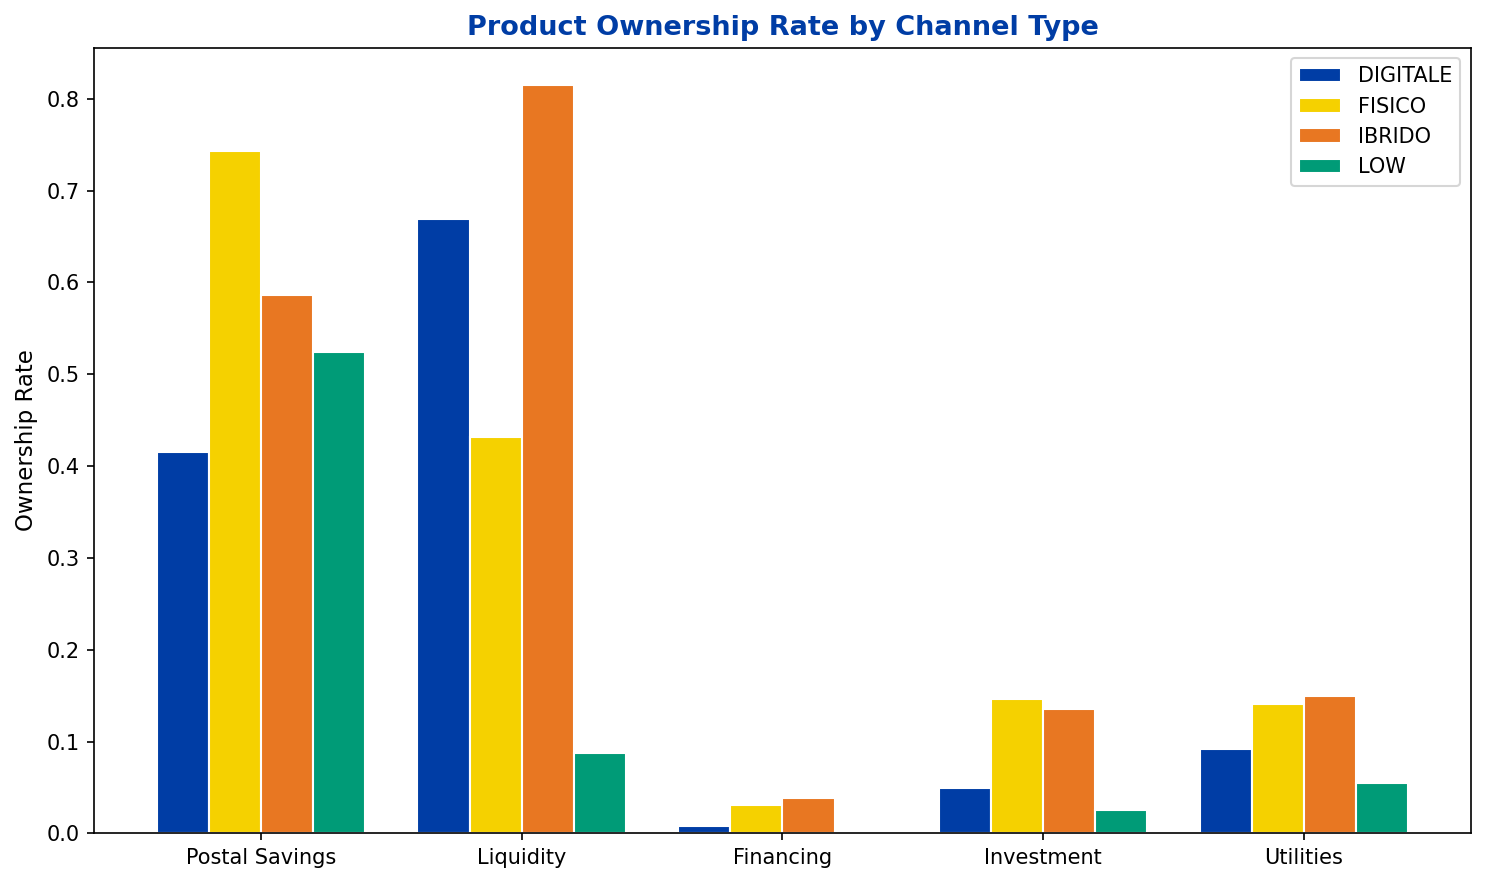 Product Ownership Rate by Channel Type
DIGITALE
FISICO
IBRIDO
LOW
Ownership Rate
0.8
0.7
0.6
0.5
0.4
0.3
0.2
0.1
0.0
Postal Savings
Liquidity
Financing
Investment
Utilities